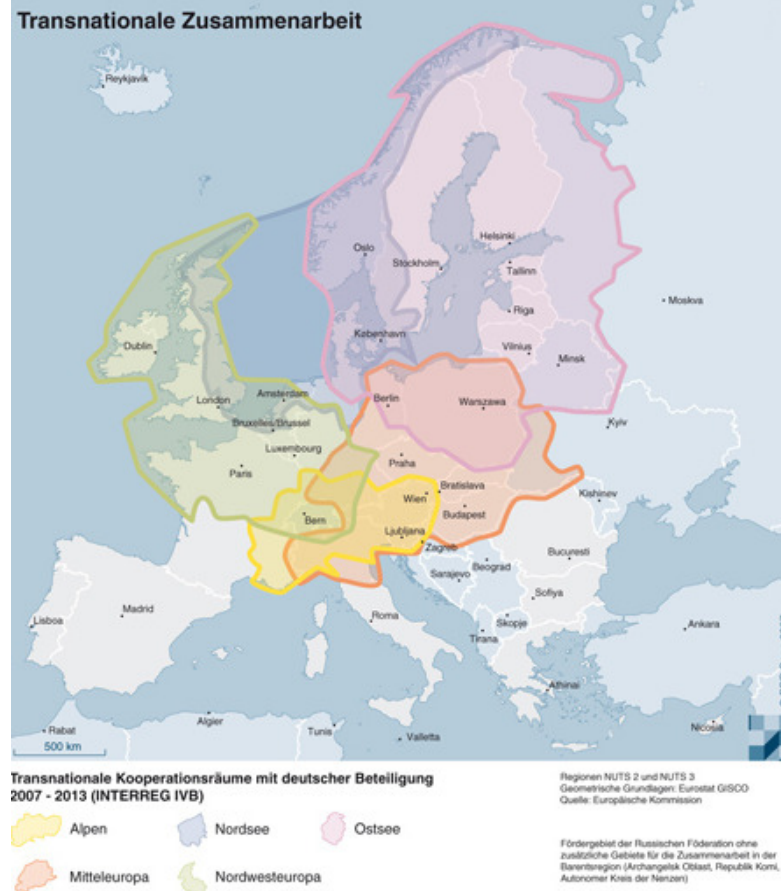 Transnationale Zusammenarbeit
Reykjavík
Oslo
Helsinki
Stockholm
Tallinn
Moskva
Riga
København
Dublin
Vilnius
Minsk
Amsterdam
Berlin
Warszawa
London
Bruxelles/Brussel
Kyiv
Luxembourg
Praha
Paris
Bratislava
Wien
Kishinev
Budapest
Bern
Ljubljana
Zagreb
Beograd
Bucuresti
Sarajevo
Sofiya
Madrid
Roma
Skopje
Lisboa
Tirana
Ankara
Athinai
Algier
Tunis
Nicosia
Rabat
Valletta
500 km
Transnationale Kooperationsräume mit deutscher Beteiligung
2007 - 2013 (INTERREG IVB)
Regionen NUTS 2 und NUTS 3
Geometrische Grundlagen: Eurostat GISCO
Quelle: Europäische Kommission
Alpen
Nordsee
Ostsee
Mitteleuropa
Nordwesteuropa
Fördergebiet der Russischen Föderation ohne
zusätzliche Gebiete für die Zusammenarbeit in der
Barentsregion (Archangelsk Oblast, Republik Komi,
Autonomer Kreis der Nenzen)